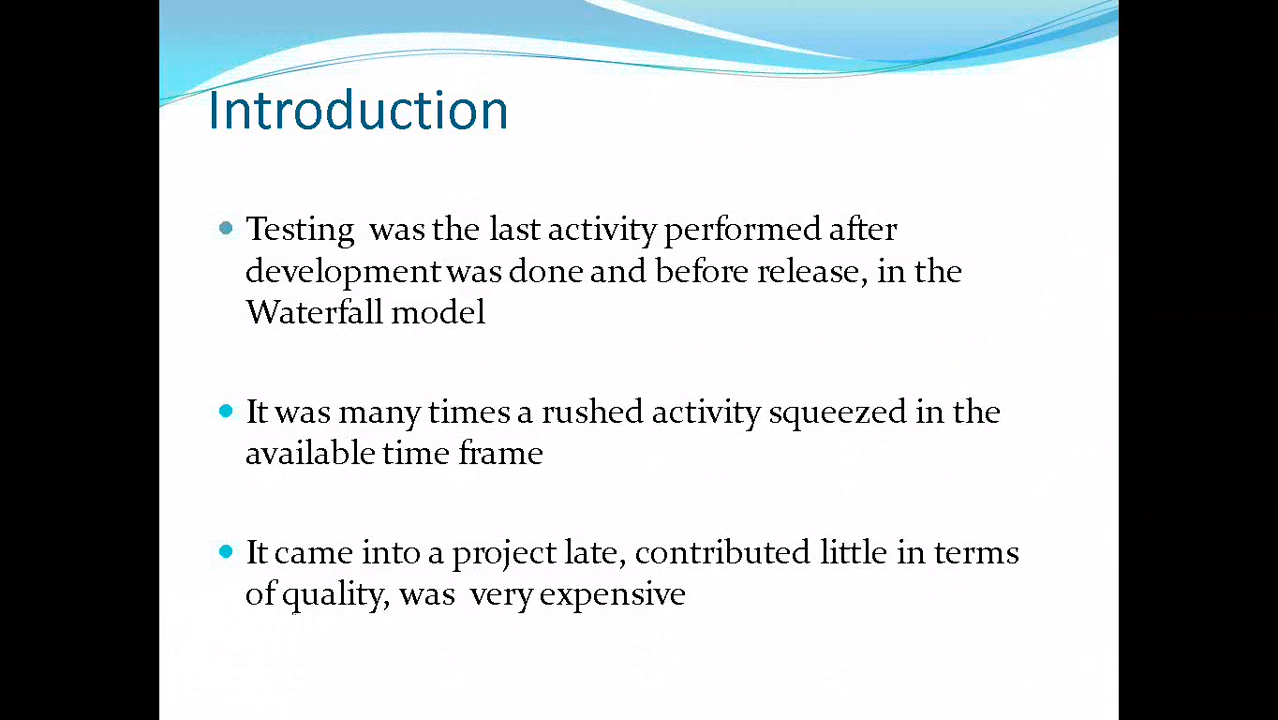 Introduction
Testing  was the last activity performed after
development was done and before release, in the
Waterfall model
It was many times a rushed activity squeezed in the
available time frame
It came into a project late, contributed little in terms
of quality, was  very expensive